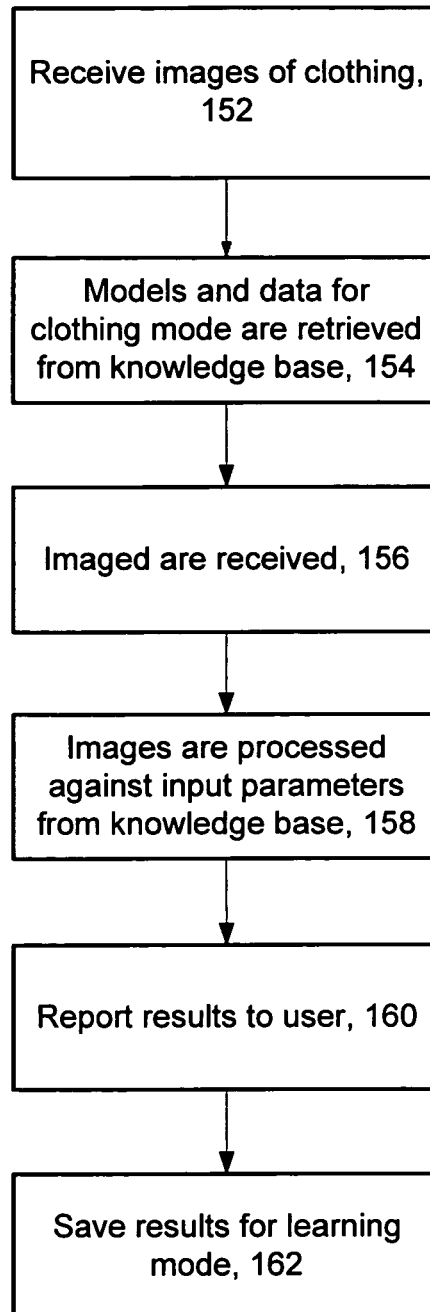 Receive images of clothing,
152
Models and data for
clothing mode are retrieved
from knowledge base, 154
Imaged are received, 156
Images are processed
against input parameters
from knowledge base, 158
Report results to user, 160
Save results for learning
mode, 162